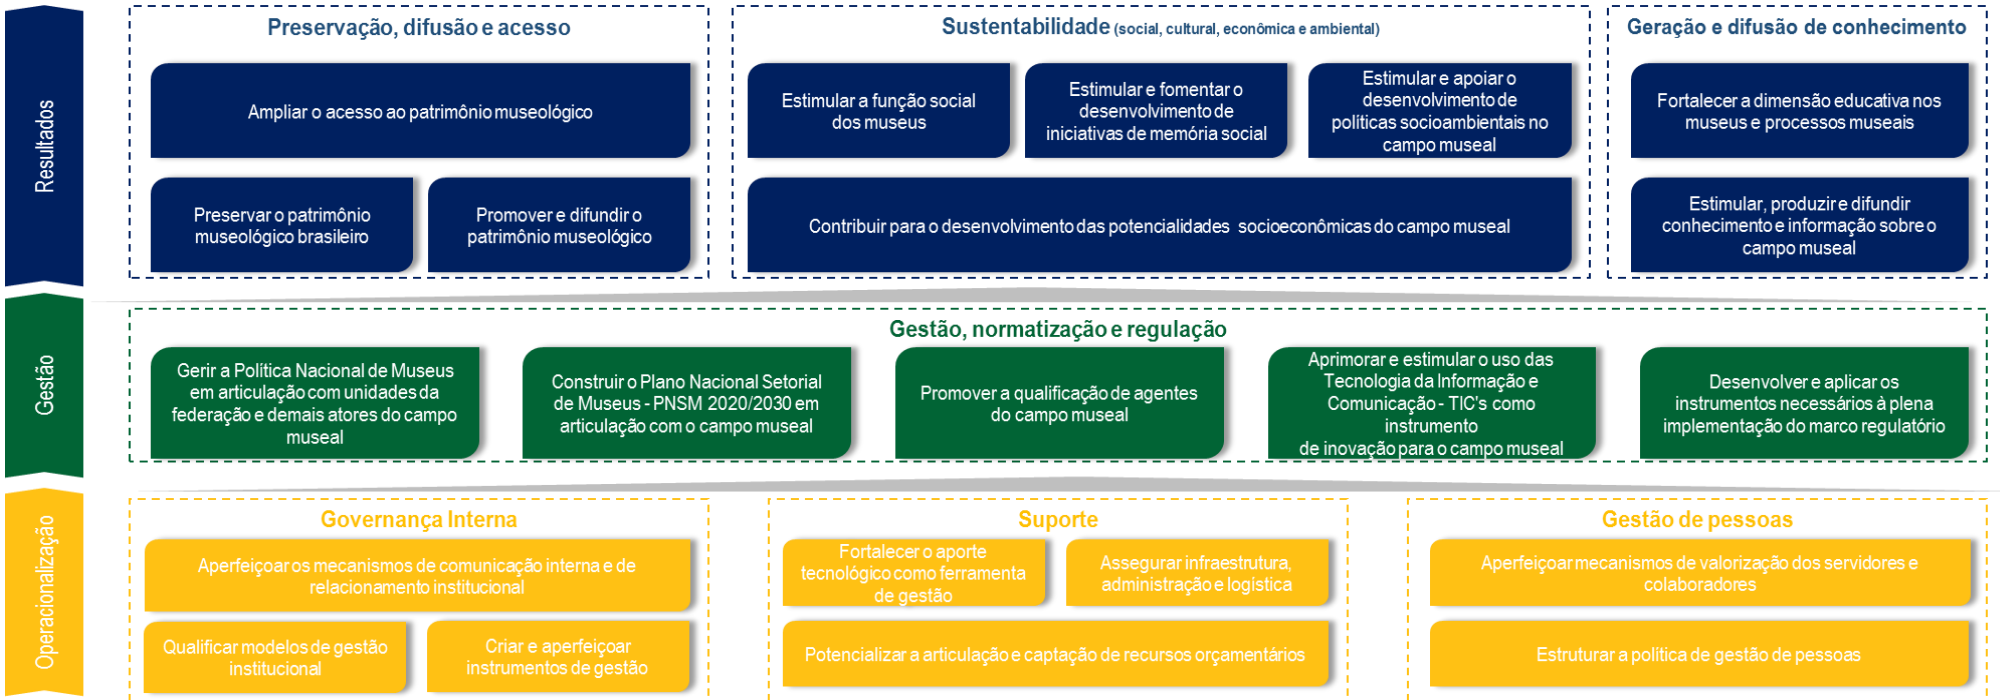 Resultados
Preservação, difusão e acesso
Ampliar o acesso ao patrimônio museológico
Preservar o patrimônio
museológico brasileiro
Promover e difundir o
patrimônio museológico
Sustentabilidade (social, cultural, econômica e ambiental)
Estimular a função social
dos museus
Estimular e fomentar o
desenvolvimento de
iniciativas de memória social
Estimular e apoiar o
desenvolvimento de
políticas socioambientais no
campo museal
Contribuir para o desenvolvimento das potencialidades socioeconômicas do campo museal
Geração e difusão de conhecimento
Fortalecer a dimensão educativa nos
museus e processos museais
Estimular, produzir e difundir
conhecimento e informação sobre o
campo museal
Gestão
Gestão, normatização e regulação
Gerir a Política Nacional de Museus
em articulação com unidades da
federação e demais atores do campo
museal
Construir o Plano Nacional Setorial
de Museus - PNSM 2020/2030 em
articulação com o campo museal
Promover a qualificação de agentes
do campo museal
Aprimorar e estimular o uso das
Tecnologia da Informação e
Comunicação - TIC's como
instrumento
de inovação para o campo museal
Desenvolver e aplicar os
instrumentos necessários à plena
implementação do marco regulatório
Operacionalização
Governança Interna
Aperfeiçoar os mecanismos de comunicação interna e de
relacionamento institucional
Qualificar modelos de gestão
institucional
Criar e aperfeiçoar
instrumentos de gestão
Suporte
Fortalecer o aporte
tecnológico como ferramenta
de gestão
Assegurar infraestrutura,
administração e logística
Potencializar a articulação e captação de recursos orçamentários
Gestão de pessoas
Aperfeiçoar mecanismos de valorização dos servidores e
colaboradores
Estruturar a política de gestão de pessoas